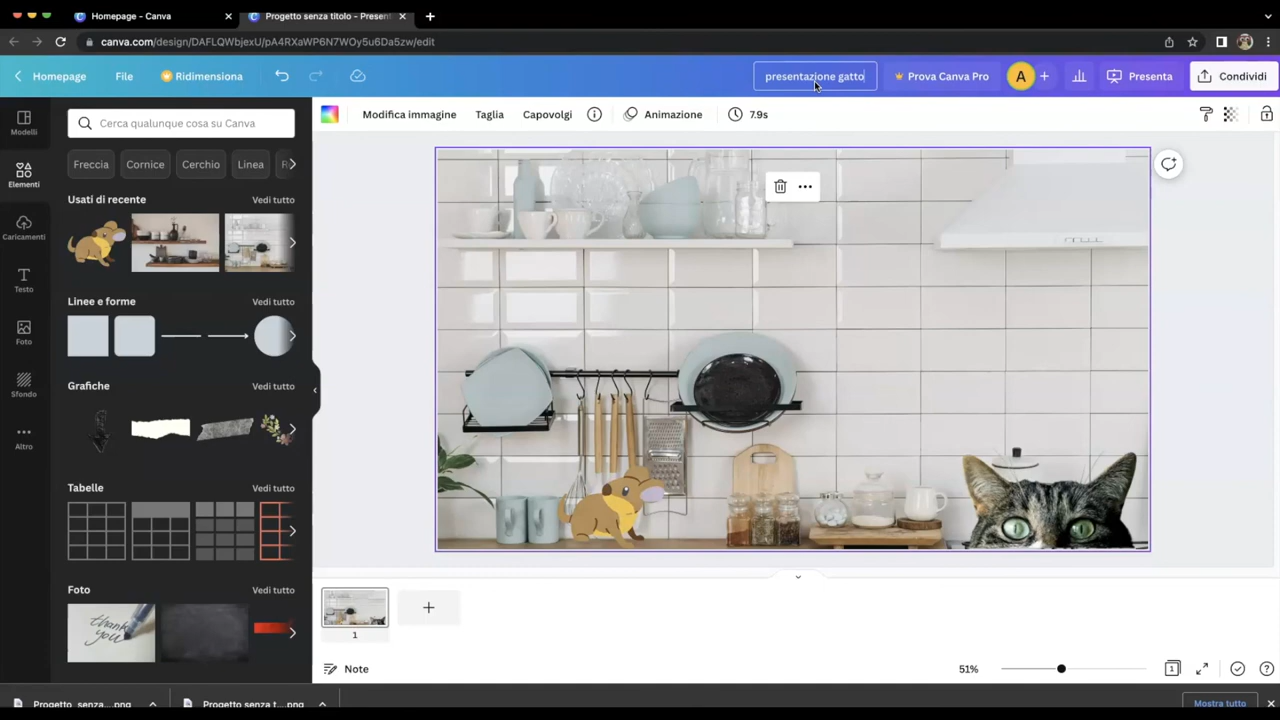 Homepage - Canva
Progetto senza titolo - Present
canva.com/design/DAFLQWbjexU/pA4RXaWP6N7WOy5u6Da5zw/edit
Homepage
File
Ridimensiona
presentazione gatto
Prova Canva Pro
A
Presenta
Condividi
Modelli
Elementi
Caricamenti
Testo
Foto
Sfondo
Altro
Cerca qualunque cosa su Canva
Freccia
Cornice
Cerchio
Linea
Usati di recente
Vedi tutto
Linee e forme
Vedi tutto
Grafiche
Vedi tutto
Tabelle
Vedi tutto
Foto
Vedi tutto
thank
you
Modifica immagine
Taglia
Capovolgi
Animazione
7.9s
1
Note
51%
1
Progetto senza....png
Progetto senza t....png
Mostra tutto